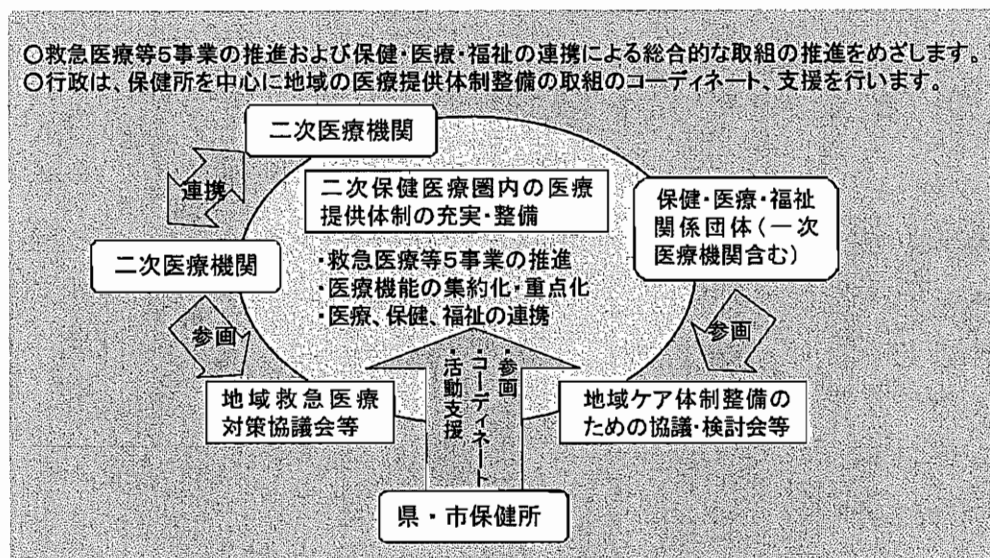 ○救急医療等5事業の推進および保健・医療・福祉の連携による総合的な取組の推進をめざします。
○行政は、保健所を中心に地域の医療提供体制整備の取組のコーディネート、支援を行います。
二次医療機関
連携
二次保健医療圏内の医療
提供体制の充実・整備
保健・医療・福祉
関係団体（一次
医療機関含む）
二次医療機関
・救急医療等5事業の推進
・医療機能の集約化・重点化
・医療、保健、福祉の連携
参画
参画
地域救急医療
対策協議会等
・参画
・コーディネート
・活動支援
地域ケア体制整備の
ための協議・検討会等
県・市保健所